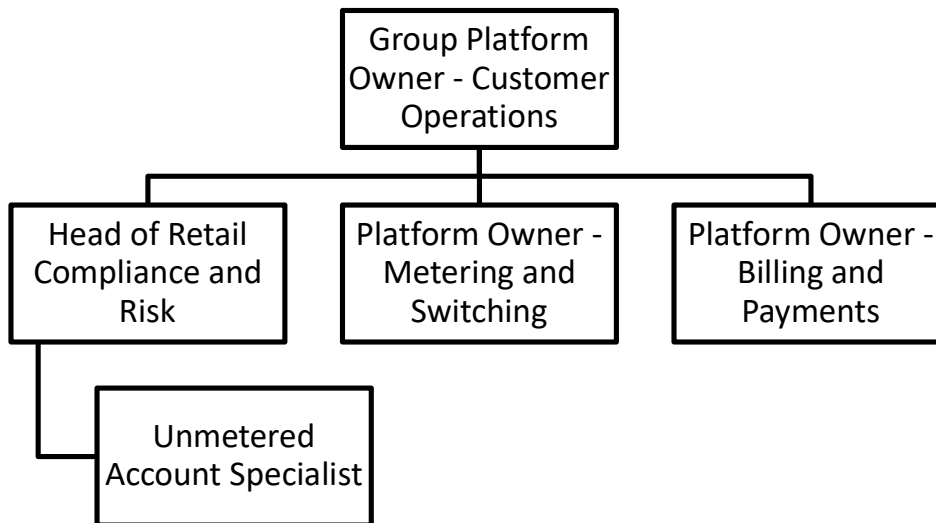 Group Platform
Owner - Customer
Operations
Head of Retail
Compliance and
Risk
Platform Owner -
Metering and
Switching
Platform Owner -
Billing and
Payments
Unmetered
Account Specialist